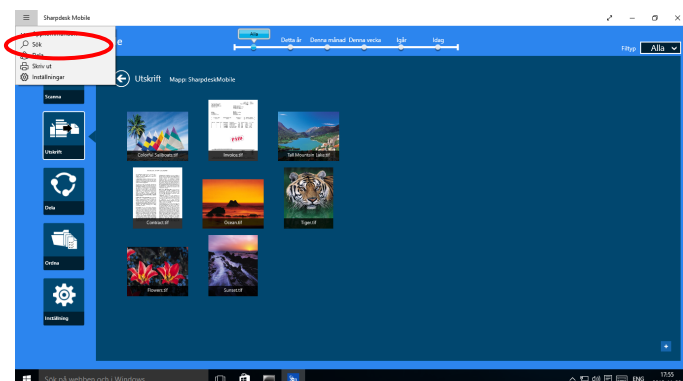 Sharpdesk Mobile
Sök
Dela
Skriv ut
Inställningar
e
Alla
Detta år
Denna månad
Denna vecka
Igår
Idag
Filtyp
Alla
Utskrift
Mapp: SharpdeskMobile
Scanna
Utskrift
Dela
Ordna
Inställning
Colorful Sailboats.tif
PAID
Invoice.tif
Tall Mountain Lake.tif
Contract.tif
Ocean.tif
Tiger.tif
Flowers.tif
Sunset.tif
Sök på webben och i Windows
ENG
17:55